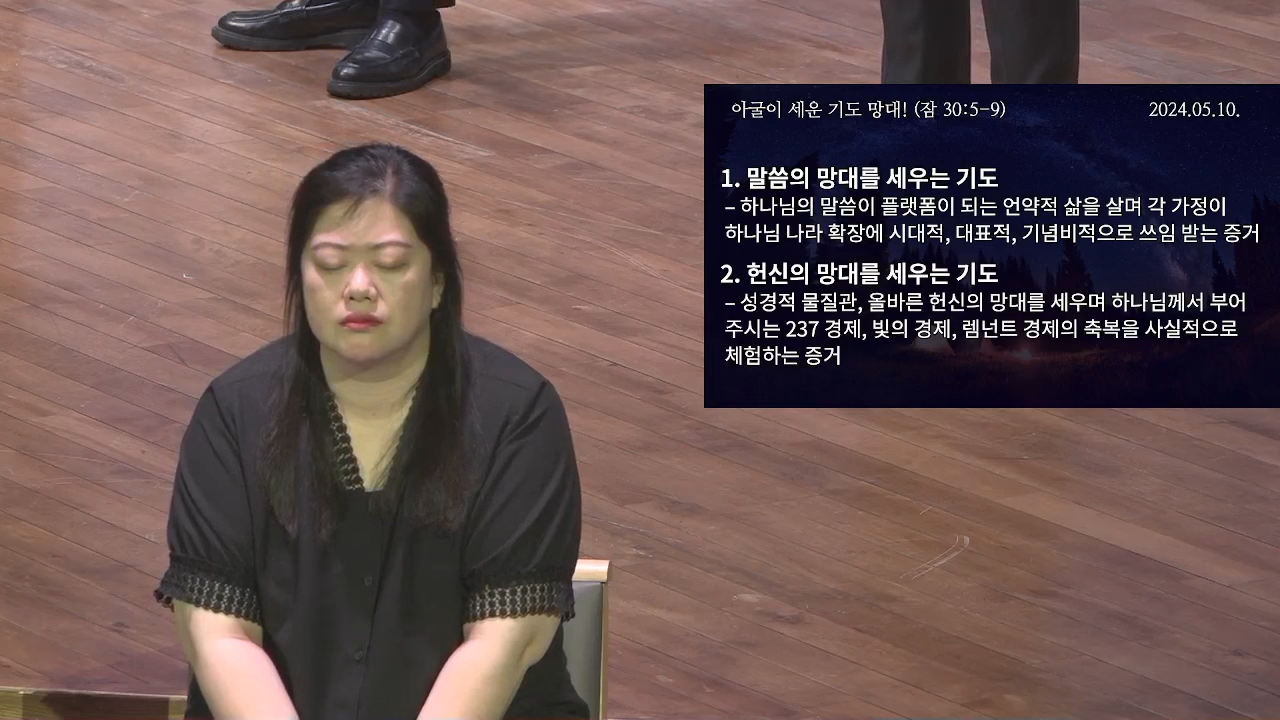 아굴이 세운 기도 망대! (잠 30:5-9)
2024.05.10.
1. 말씀의 망대를 세우는 기도
– 하나님의 말씀이 플랫폼이 되는 언약적 삶을 살며 각 가정이
하나님 나라 확장에 시대적, 대표적, 기념비적으로 쓰임 받는 증거
2. 헌신의 망대를 세우는 기도
– 성경적 물질관, 올바른 헌신의 망대를 세우며 하나님께서 부어
주시는 237 경제, 빛의 경제, 렘넌트 경제의 축복을 사실적으로
체험하는 증거